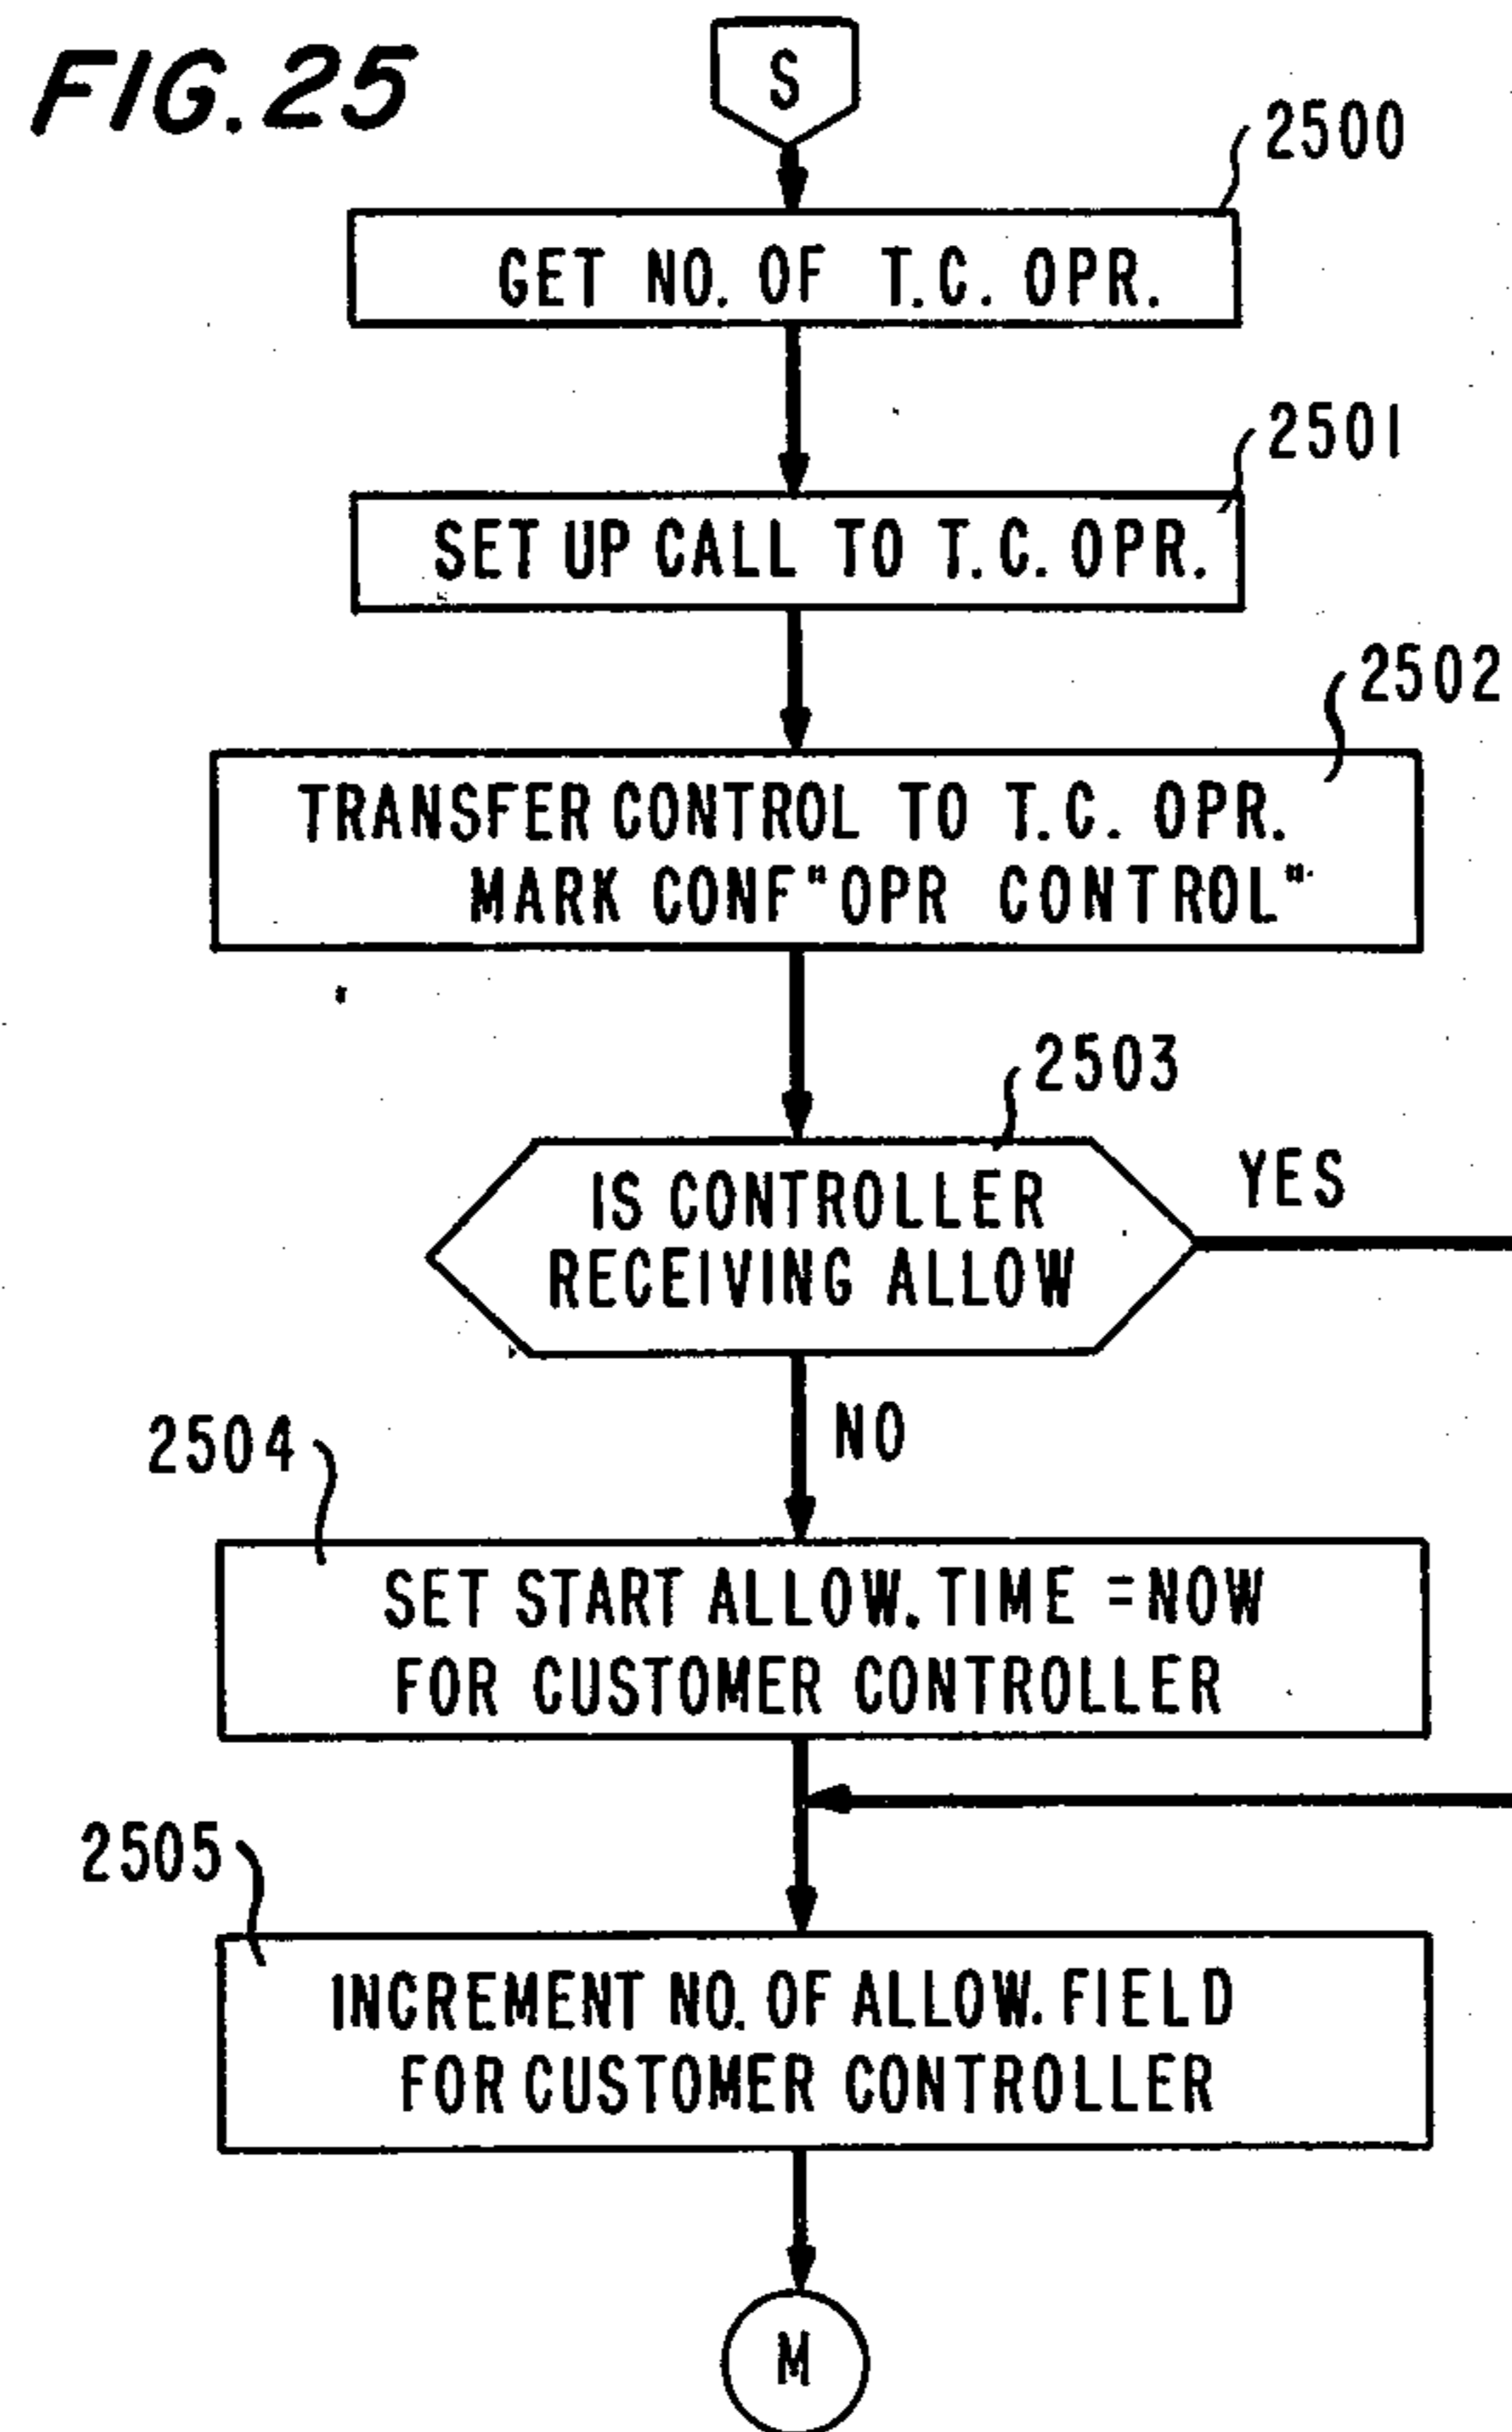 FIG. 25
S
2500
GET NO. OF T.C. OPR.
2501
SET UP CALL TO T.C. OPR.
2502
TRANSFER CONTROL TO T.C. OPR.
MARK CONF "OPR CONTROL"
2503
IS CONTROLLER
RECEIVING ALLOW
YES
NO
2504
SET START ALLOW. TIME = NOW
FOR CUSTOMER CONTROLLER
2505
INCREMENT NO. OF ALLOW. FIELD
FOR CUSTOMER CONTROLLER
M